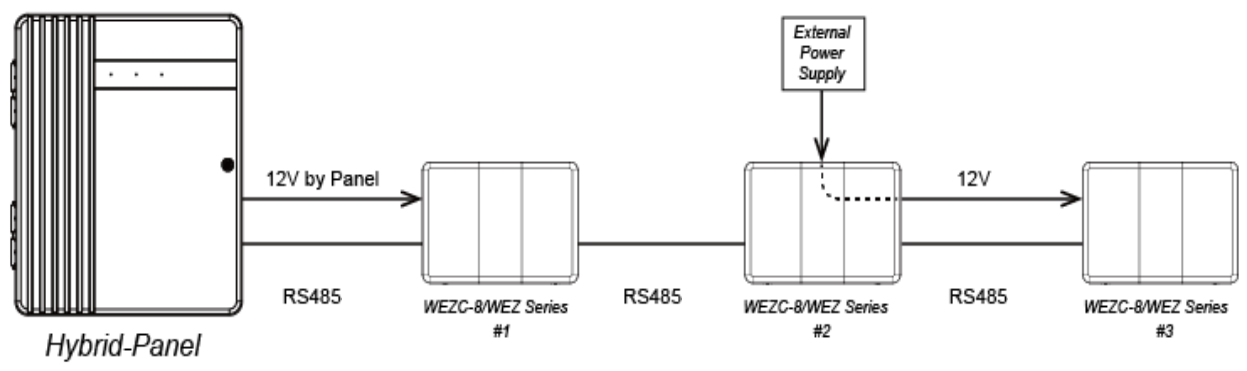 External
Power
Supply
12V by Panel
12V
RS485
RS485
RS485
WEZC-8/WEZ Series
#1
WEZC-8/WEZ Series
#2
WEZC-8/WEZ Series
#3
Hybrid-Panel